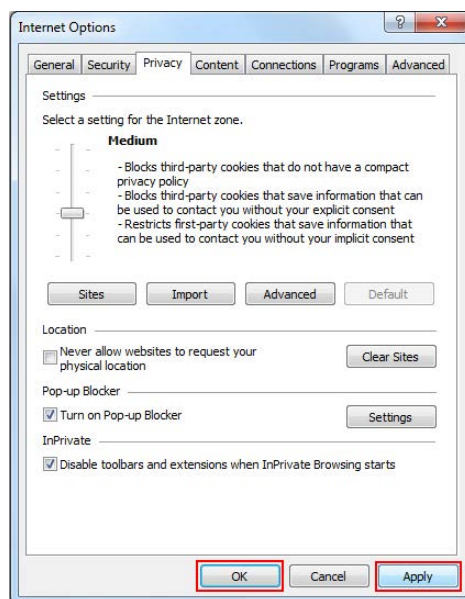 Internet Options
General Security Privacy Content Connections Programs Advanced
Settings
Select a setting for the Internet zone.
Medium
- Blocks third-party cookies that do not have a compact
privacy policy
- Blocks third-party cookies that save information that can
be used to contact you without your explicit consent
- Restricts first-party cookies that save information that
can be used to contact you without your implicit consent
Sites Import Advanced Default
Location
Never allow websites to request your
physical location
Clear Sites
Pop-up Blocker
Turn on Pop-up Blocker
Settings
InPrivate
Disable toolbars and extensions when InPrivate Browsing starts
OK Cancel Apply